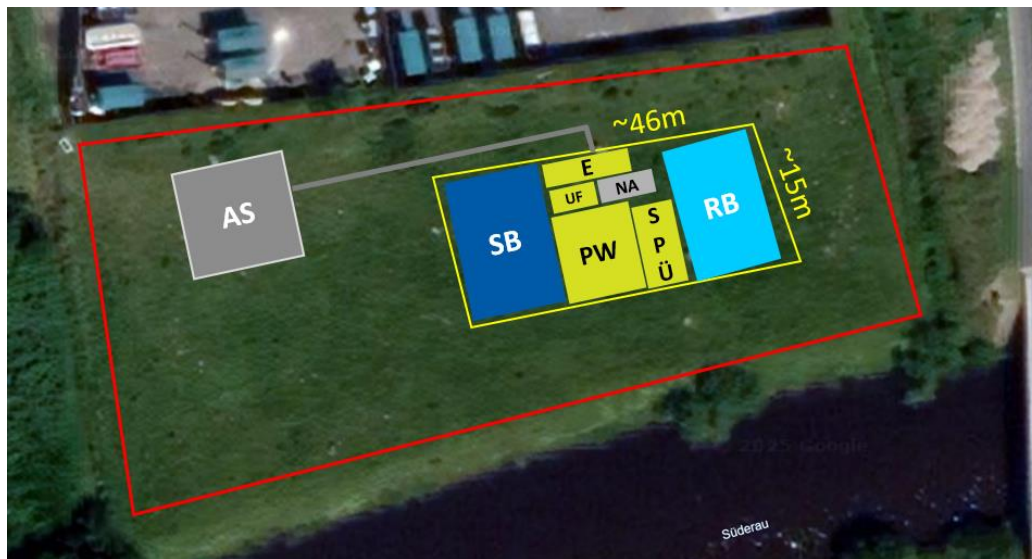 ~46m
~15m
E
UF
NA
AS
SB
PW
S
P
Ü
RB
2025 Google
Süderau